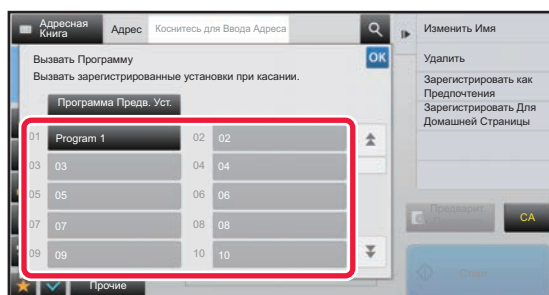 Адресная Книга
Адрес
Коснитесь для Ввода Адреса
Изменить Имя
Вызвать Программу
OK
Удалить
Вызвать зарегистрированные установки при касании.
Зарегистрировать как
Предпочтения
Программа Предв. Уст.
Зарегистрировать Для
Домашней Страницы
01 Program 1
02 02
03 03
04 04
05 05
06 06
07 07
08 08
CA
09 09
10 10
Прочие